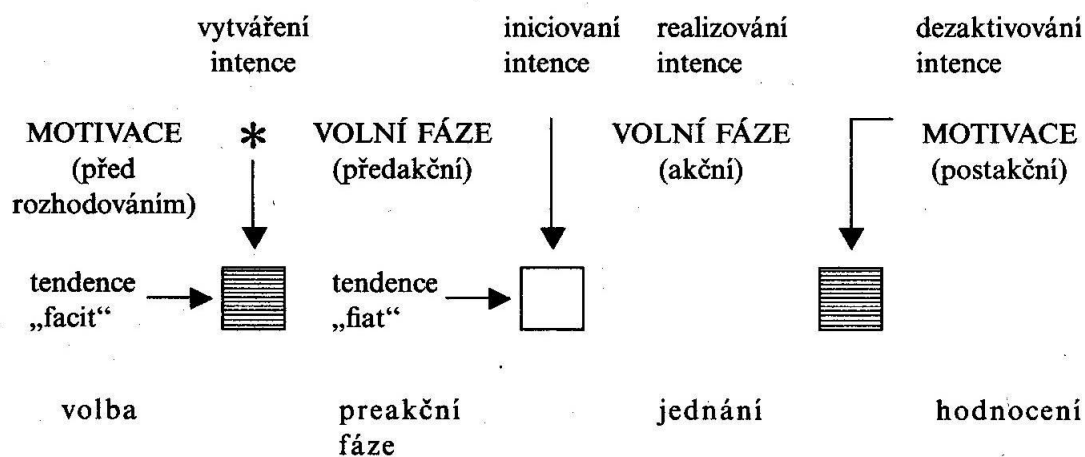 vytváření
intence
iniciovaní
intence
realizování
intence
dezaktivování
intence
MOTIVACE
(před
rozhodováním)
*
VOLNÍ FÁZE
(předakční)
VOLNÍ FÁZE
(akční)
MOTIVACE
(postakční)
tendence
„facit“
tendence
„fiat“
volba
preakční
fáze
jednání
hodnocení